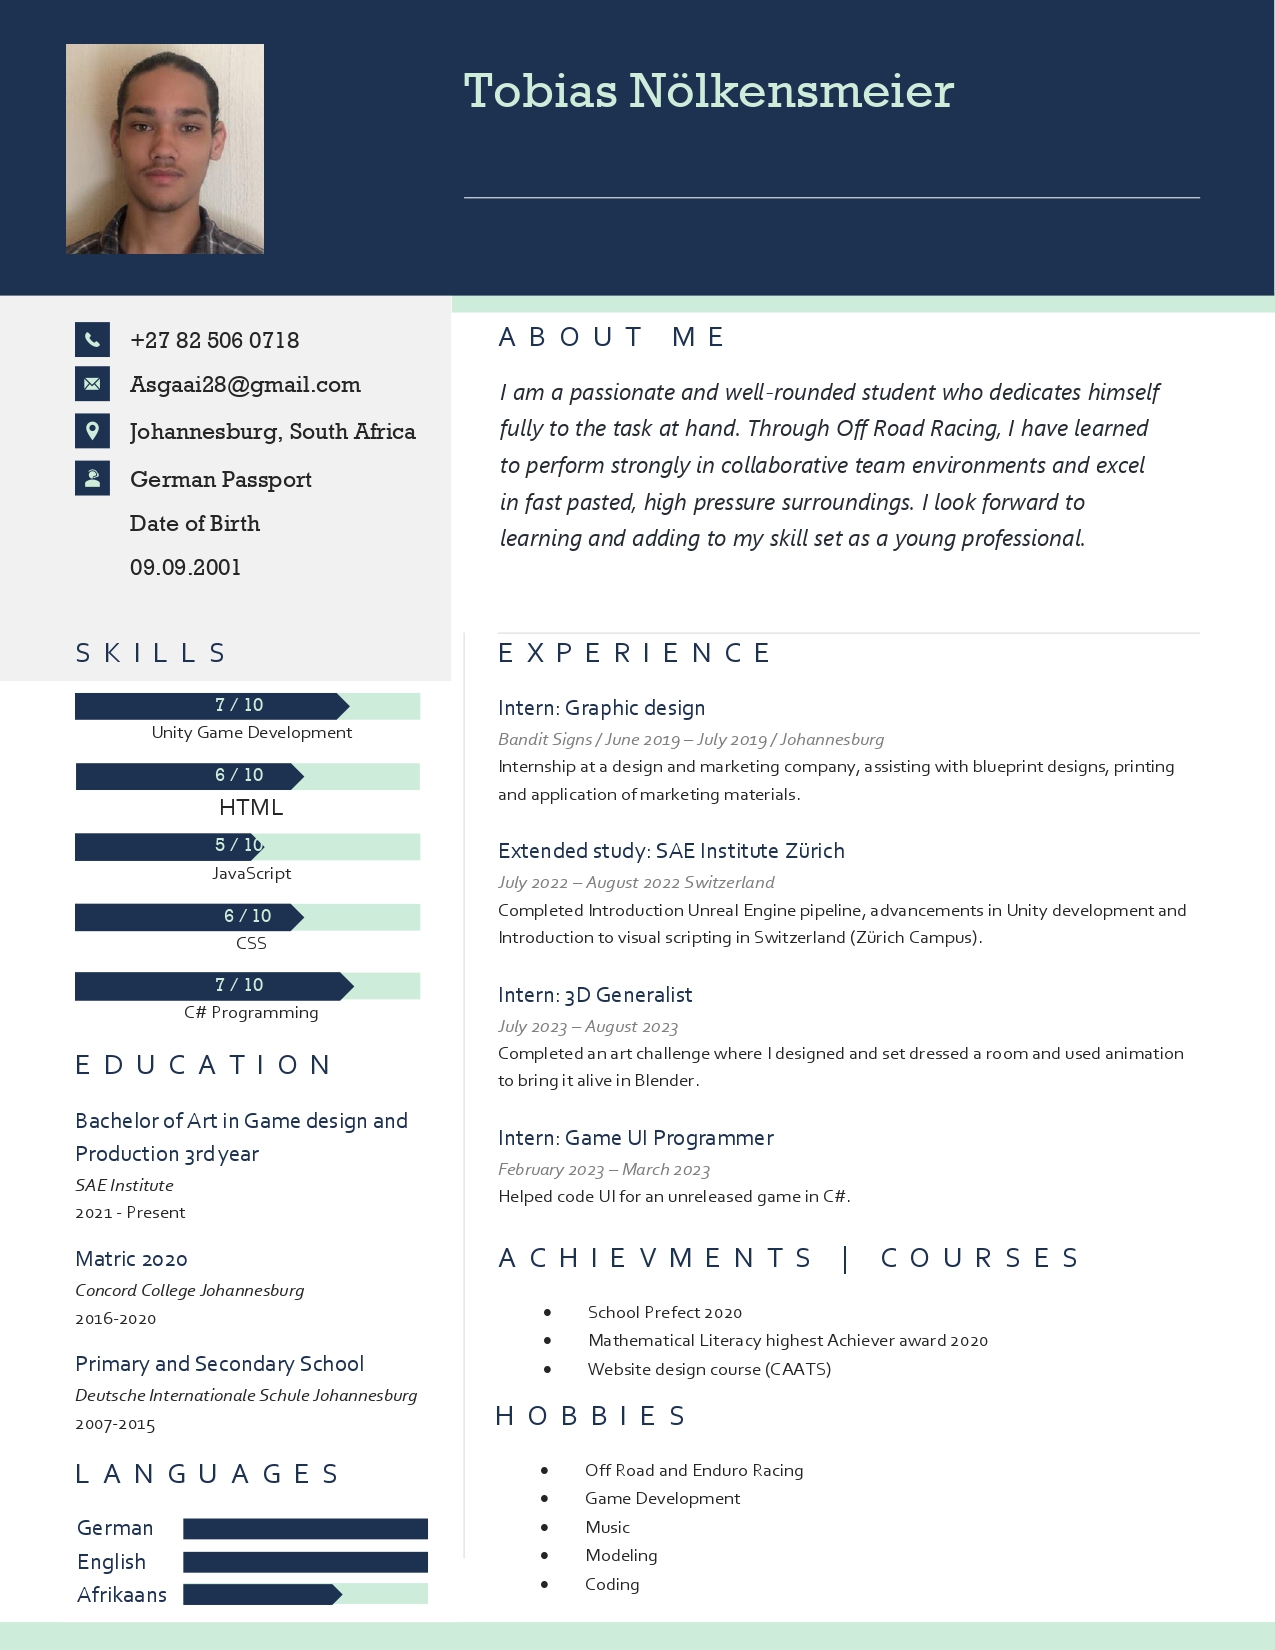 Tobias Nölkensmeier
+27 82 506 0718
Asgaai28@gmail.com
Johannesburg, South Africa
German Passport
Date of Birth
09.09.2001
SKILLS
7 / 10
Unity Game Development
6 / 10
HTML
5 / 10
JavaScript
6 / 10
CSS
7 / 10
C# Programming
EDUCATION
Bachelor of Art in Game design and
Production 3rd year
SAE Institute
2021 - Present
Matric 2020
Concord College Johannesburg
2016-2020
Primary and Secondary School
Deutsche Internationale Schule Johannesburg
2007-2015
LANGUAGES
German
English
Afrikaans
ABOUT ME
I am a passionate and well-rounded student who dedicates himself
fully to the task at hand. Through Off Road Racing, I have learned
to perform strongly in collaborative team environments and excel
in fast pasted, high pressure surroundings. I look forward to
learning and adding to my skill set as a young professional.
EXPERIENCE
Intern: Graphic design
Bandit Signs / June 2019 – July 2019 / Johannesburg
Internship at a design and marketing company, assisting with blueprint designs, printing
and application of marketing materials.
Extended study: SAE Institute Zürich
July 2022 – August 2022 Switzerland
Completed Introduction Unreal Engine pipeline, advancements in Unity development and
Introduction to visual scripting in Switzerland (Zürich Campus).
Intern: 3D Generalist
July 2023 – August 2023
Completed an art challenge where I designed and set dressed a room and used animation
to bring it alive in Blender.
Intern: Game UI Programmer
February 2023 – March 2023
Helped code UI for an unreleased game in C#.
ACHIEVMENTS | COURSES
• School Prefect 2020
• Mathematical Literacy highest Achiever award 2020
• Website design course (CAATS)
HOBBIES
• Off Road and Enduro Racing
• Game Development
• Music
• Modeling
• Coding